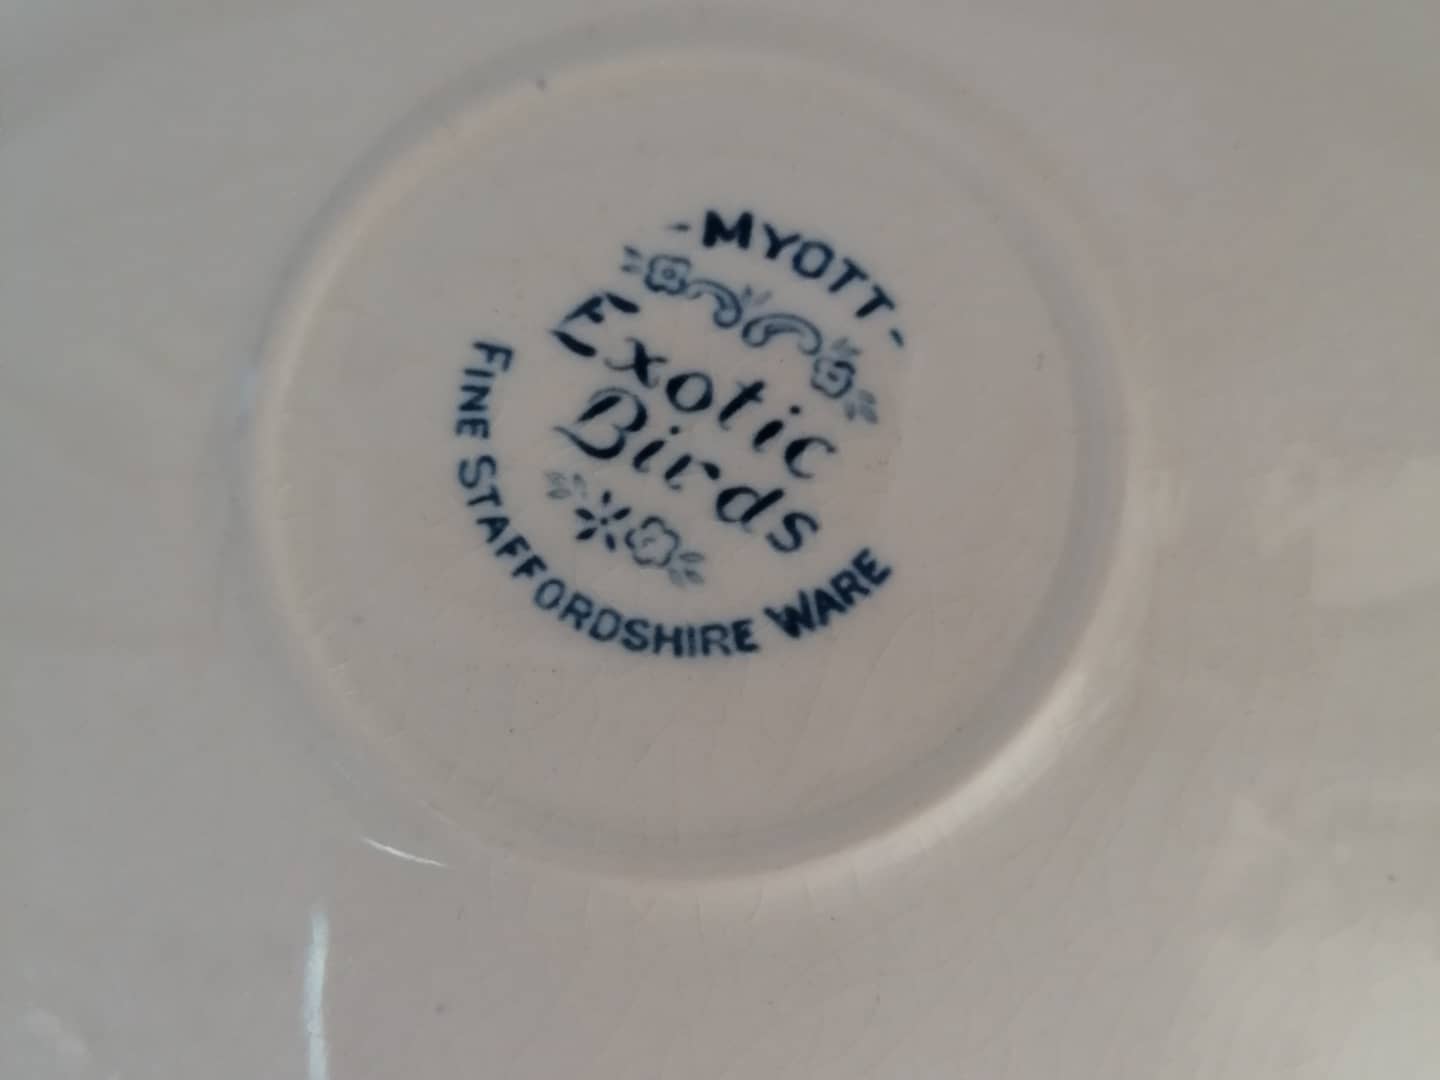 -MYOTT-
Exotic
Birds
FINE STAFFORDSHIRE WARE